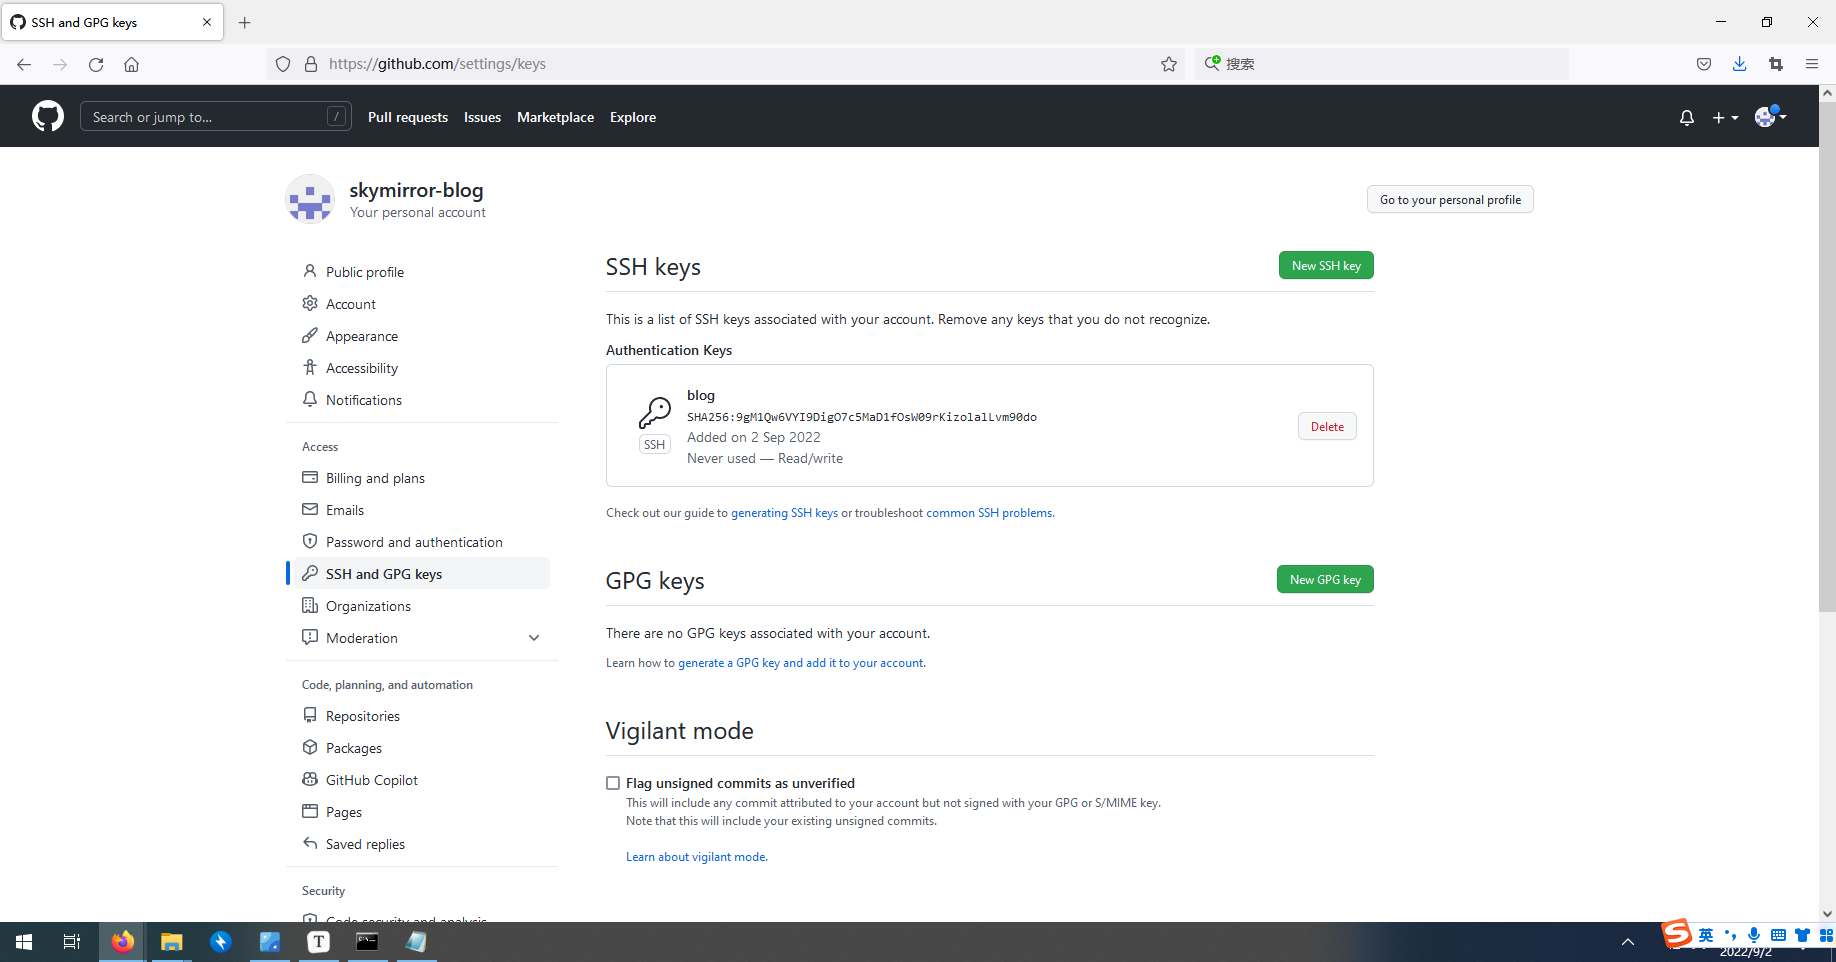 SSH and GPG keys
https://github.com/settings/keys
搜索
Search or jump to...
/
Pull requests
Issues
Marketplace
Explore
skymirror-blog
Your personal account
Go to your personal profile
Public profile
Account
Appearance
Accessibility
Notifications
Access
Billing and plans
Emails
Password and authentication
SSH and GPG keys
Organizations
Moderation
Code, planning, and automation
Repositories
Packages
GitHub Copilot
Pages
Saved replies
Security
Code security and analysis
SSH keys
New SSH key
This is a list of SSH keys associated with your account. Remove any keys that you do not recognize.
Authentication Keys
blog
SHA256:9gM1Qw6VYI9DigO7c5MaD1fOsW09rKizolalLvm90do
SSH
Added on 2 Sep 2022
Never used — Read/write
Delete
Check out our guide to generating SSH keys or troubleshoot common SSH problems.
GPG keys
New GPG key
There are no GPG keys associated with your account.
Learn how to generate a GPG key and add it to your account.
Vigilant mode
Flag unsigned commits as unverified
This will include any commit attributed to your account but not signed with your GPG or S/MIME key.
Note that this will include your existing unsigned commits.
Learn about vigilant mode.
T
S
英
2022/9/2